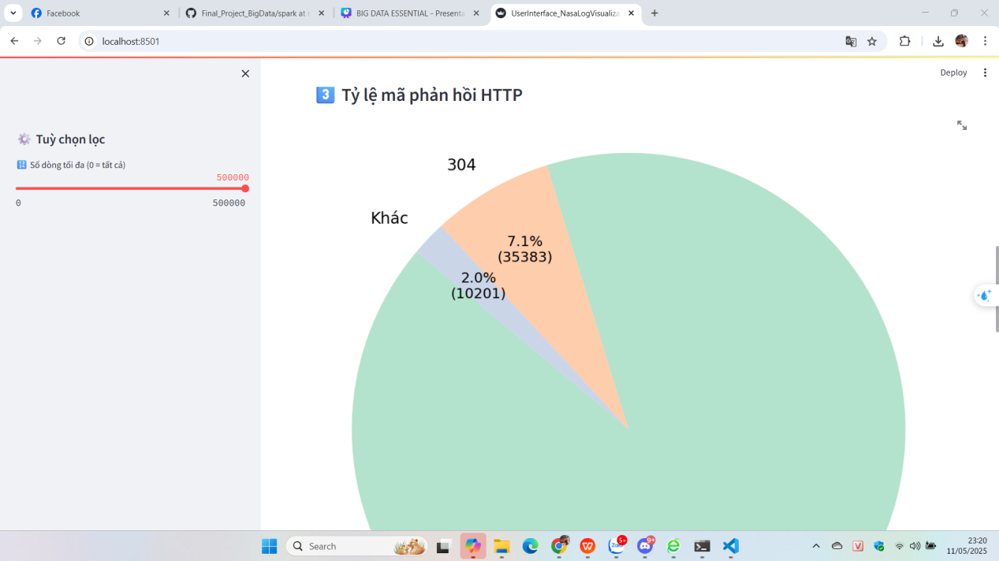 Facebook
Final_Project_BigData/spark at
BIG DATA ESSENTIAL - Presenta
UserInterface_NasaLogVisualiza
localhost:8501
Deploy
3 Tỷ lệ mã phản hồi HTTP
Tuỳ chọn lọc
Số dòng tối đa (0 = tất cả)
500000
0
500000
304
Khác
7.1%
(35383)
2.0%
(10201)
Search
5+
9+
23:20
11/05/2025